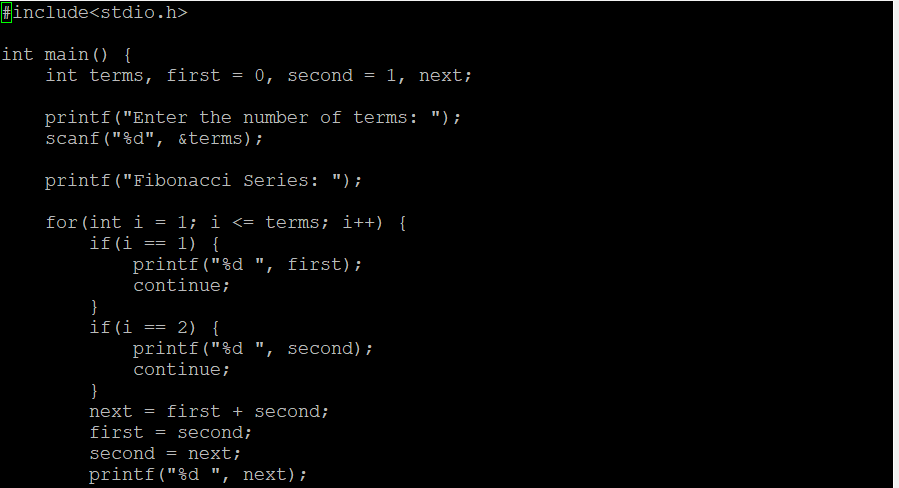 #include<stdio.h>

int main() {
    int terms, first = 0, second = 1, next;

    printf("Enter the number of terms: ");
    scanf("%d", &terms);

    printf("Fibonacci Series: ");

    for(int i = 1; i <= terms; i++) {
        if(i == 1) {
            printf("%d ", first);
            continue;
        }
        if(i == 2) {
            printf("%d ", second);
            continue;
        }
        next = first + second;
        first = second;
        second = next;
        printf("%d ", next);